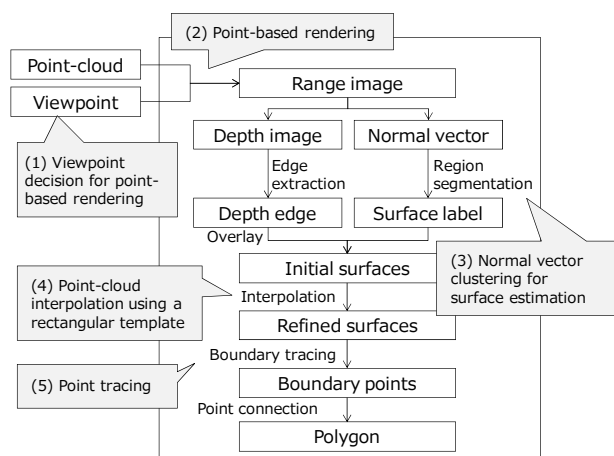 (2) Point-based rendering
Point-cloud
Viewpoint
Range image
(1) Viewpoint
decision for point-
based rendering
Depth image
Normal vector
Edge
extraction
Region
segmentation
Depth edge
Surface label
Overlay
(3) Normal vector
clustering for
surface estimation
Initial surfaces
(4) Point-cloud
interpolation using a
rectangular template
Interpolation
Refined surfaces
Boundary tracing
(5) Point tracing
Boundary points
Point connection
Polygon